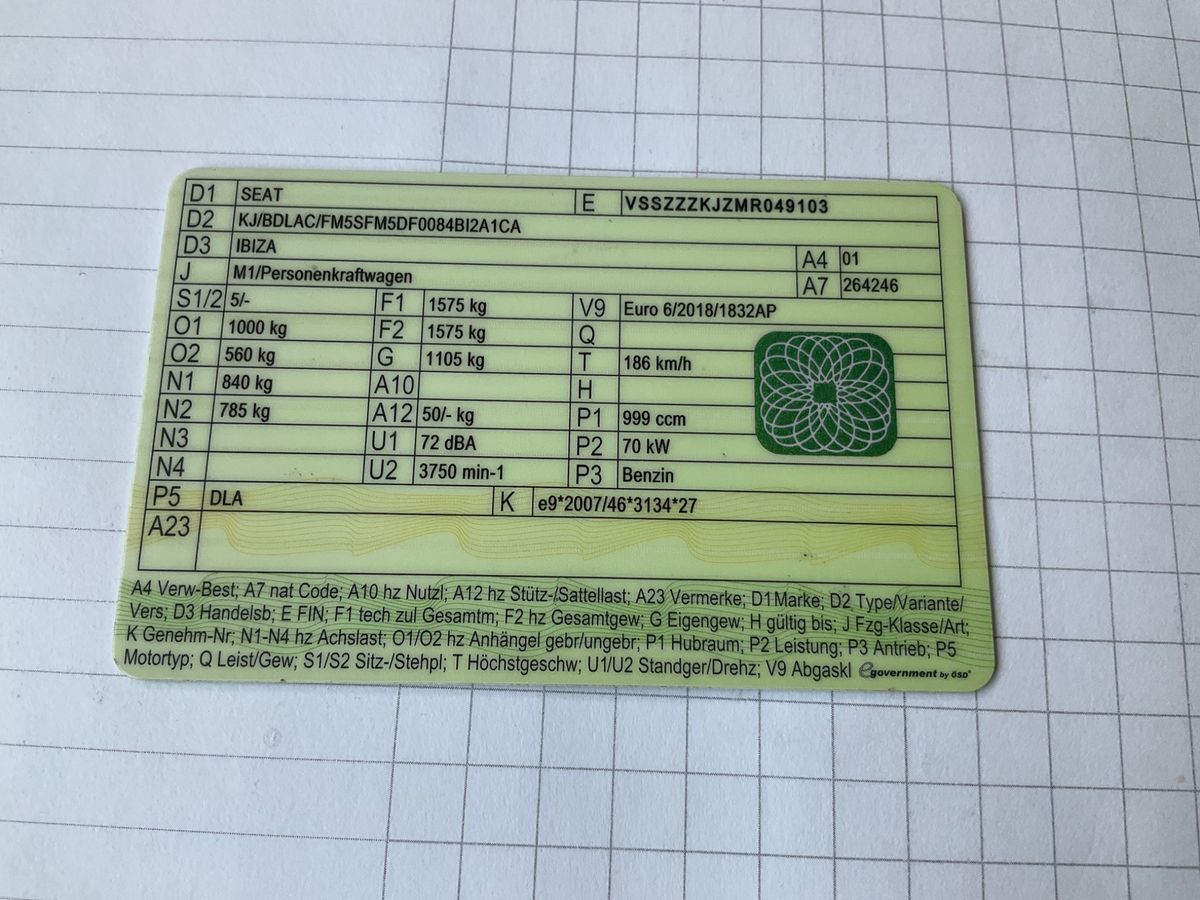 D1 SEAT E VSSZZZKJZMR049103
D2 KJ/BDLAC/FM5SFM5DF0084BI2A1CA
D3 IBIZA A4 01
J M1/Personenkraftwagen A7 264246
S1/2 5/- F1 1575 kg V9 Euro 6/2018/1832AP
O1 1000 kg F2 1575 kg Q
O2 560 kg G 1105 kg T 186 km/h
N1 840 kg A10 H
N2 785 kg A12 50/- kg P1 999 ccm
N3 U1 72 dBA P2 70 kW
N4 U2 3750 min-1 P3 Benzin
P5 DLA K e9*2007/46*3134*27
A23
A4 Verw-Best; A7 nat Code; A10 hz Nutzl; A12 hz Stütz-/Sattellast; A23 Vermerke; D1Marke; D2 Type/Variante/
Vers; D3 Handelsb; E FIN; F1 tech zul Gesamtm; F2 hz Gesamtgew; G Eigengew; H gültig bis; J Fzg-Klasse/Art;
K Genehm-Nr; N1-N4 hz Achslast; O1/O2 hz Anhängel gebr/ungebr; P1 Hubraum; P2 Leistung; P3 Antrieb; P5
Motortyp; Q Leist/Gew; S1/S2 Sitz-/Stehpl; T Höchstgeschw; U1/U2 Standger/Drehz; V9 Abgaskl egovernment by ÖSD